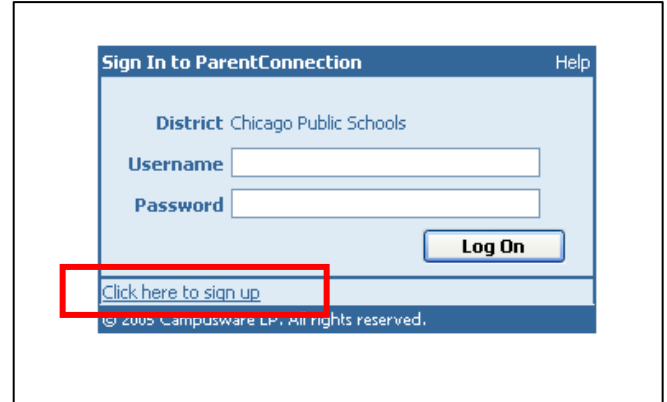 Sign In to ParentConnection Help
District Chicago Public Schools
Username
Password
Log On
Click here to sign up
© 2005 Campusware LP. All rights reserved.